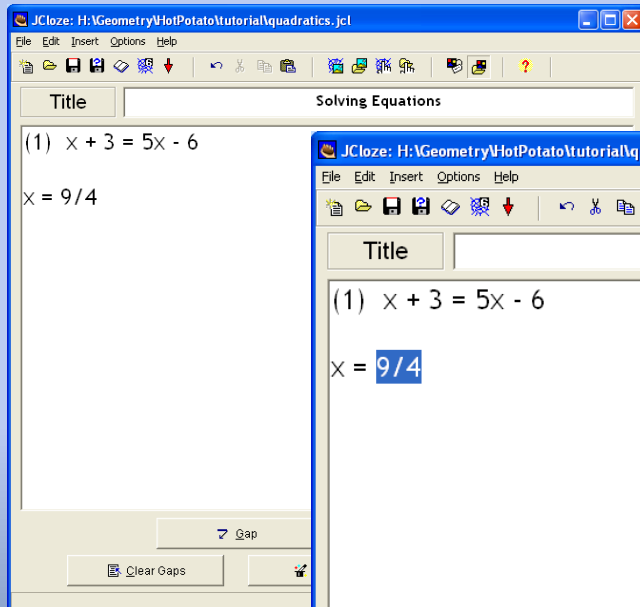 JCloze: H:\Geometry\HotPotato\tutorial\quadratics.jcl
File Edit Insert Options Help
Title
Solving Equations
(1) x + 3 = 5x - 6
x = 9/4
Gap
Clear Gaps
JCloze: H:\Geometry\HotPotato\tutorial\q
File Edit Insert Options Help
Title
(1) x + 3 = 5x - 6
x = 9/4